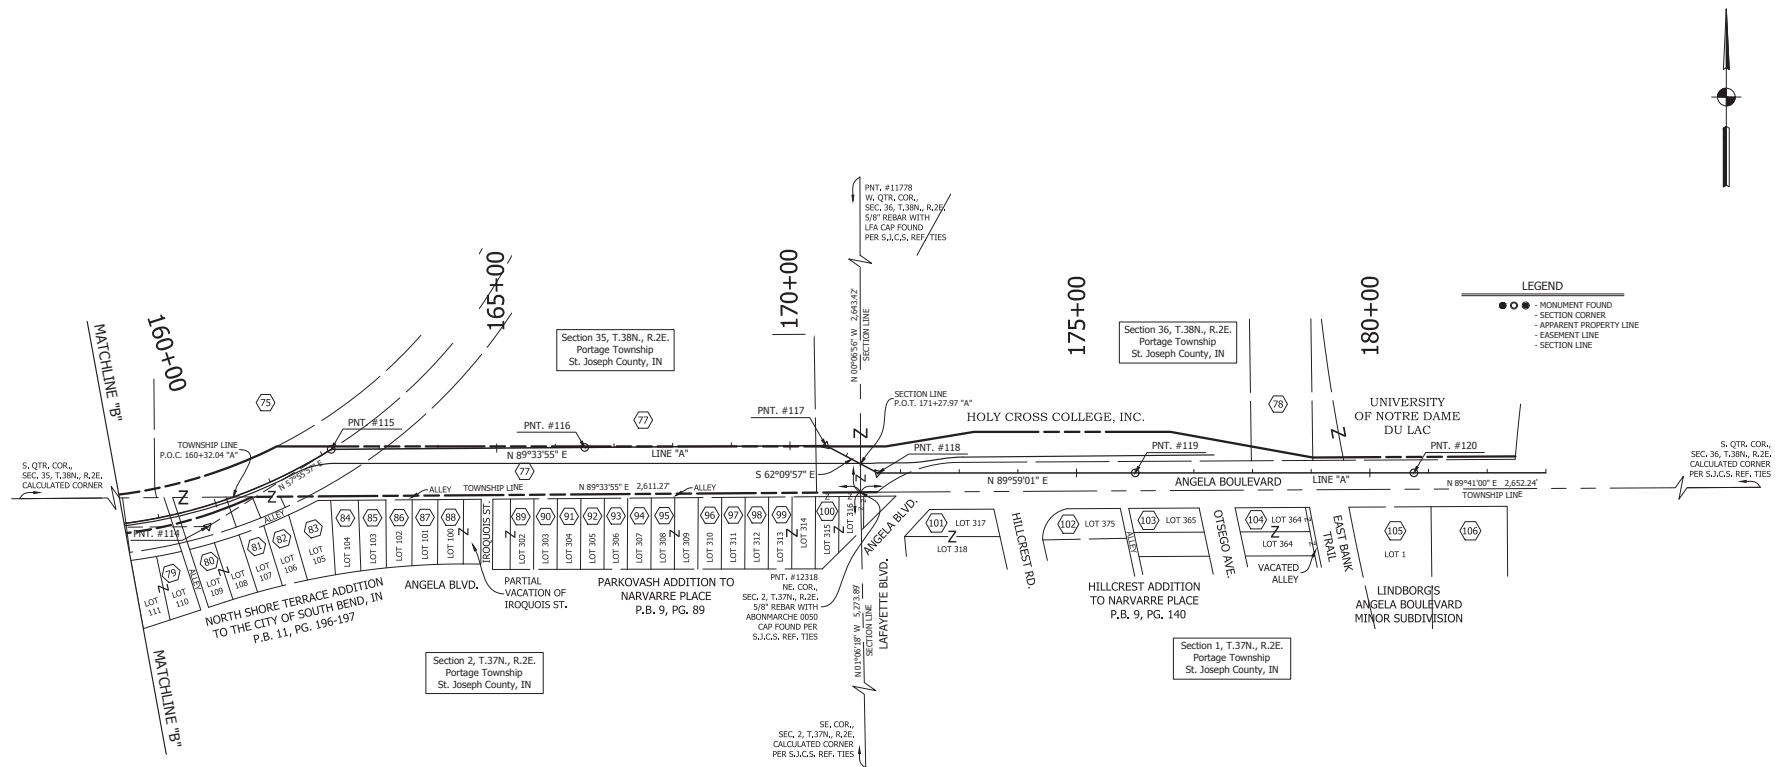 PNT. #11778
W. QTR. COR.,
SEC. 36, T.38N., R.2E.
5/8" REBAR WITH
LFA CAP FOUND
PER S.J.C.S. REF. TIES
N 00°06'56" W 2,643.42'
SECTION LINE
LEGEND
- MONUMENT FOUND
- SECTION CORNER
- APPARENT PROPERTY LINE
- EASEMENT LINE
- SECTION LINE
160+00
165+00
170+00
175+00
180+00
MATCHLINE "B"
Section 35, T.38N., R.2E.
Portage Township
St. Joseph County, IN
Section 36, T.38N., R.2E.
Portage Township
St. Joseph County, IN
75
77
78
SECTION LINE
P.O.T. 171+27.97 "A"
HOLY CROSS COLLEGE, INC.
UNIVERSITY
OF NOTRE DAME
DU LAC
PNT. #115
PNT. #116
PNT. #117
PNT. #118
PNT. #119
PNT. #120
TOWNSHIP LINE
P.O.C. 160+32.04 "A"
S. QTR. COR.,
SEC. 35, T.38N., R.2E.
CALCULATED CORNER
N 57°55'57" E
N 89°33'55" E
LINE "A"
77
S 62°09'57" E
N 89°59'01" E
ANGELA BOULEVARD
LINE "A"
S. QTR. COR.,
SEC. 36, T.38N., R.2E.
CALCULATED CORNER
PER S.J.C.S. REF. TIES
N 89°41'00" E 2,652.24'
TOWNSHIP LINE
ALLEY
TOWNSHIP LINE
N 89°33'55" E 2,611.27'
ALLEY
PNT. #114
ALLEY
ALLEY
79
80
81
82
83
84
85
86
87
88
89
90
91
92
93
94
95
96
97
98
99
100
101
102
103
104
105
106
LOT 111
LOT 110
LOT 109
LOT 108
LOT 107
LOT 106
LOT 105
LOT 104
LOT 103
LOT 102
LOT 101
LOT 100
IROQUOIS ST.
LOT 302
LOT 303
LOT 304
LOT 305
LOT 306
LOT 307
LOT 308
LOT 309
LOT 310
LOT 311
LOT 312
LOT 313
LOT 314
LOT 315
LOT 316
ANGELA BLVD.
LOT 317
LOT 318
HILLCREST RD.
LOT 375
ALLEY
LOT 365
OTSEGO AVE.
LOT 364
LOT 364
VACATED
ALLEY
EAST BANK
TRAIL
LOT 1
NORTH SHORE TERRACE ADDITION
TO THE CITY OF SOUTH BEND, IN
P.B. 11, PG. 196-197
ANGELA BLVD.
PARTIAL
VACATION OF
IROQUOIS ST.
PARKOVASH ADDITION TO
NARVARRE PLACE
P.B. 9, PG. 89
PNT. #12318
NE. COR.,
SEC. 2, T.37N., R.2E.
5/8" REBAR WITH
ABONMARCHE 0050
CAP FOUND PER
S.J.C.S. REF. TIES
N 01°06'18" W 5,273.89'
SECTION LINE
LAFAYETTE BLVD.
HILLCREST ADDITION
TO NARVARRE PLACE
P.B. 9, PG. 140
LINDBORG'S
ANGELA BOULEVARD
MINOR SUBDIVISION
MATCHLINE "B"
Section 2, T.37N., R.2E.
Portage Township
St. Joseph County, IN
Section 1, T.37N., R.2E.
Portage Township
St. Joseph County, IN
SE. COR.,
SEC. 2, T.37N., R.2E.
CALCULATED CORNER
PER S.J.C.S. REF. TIES